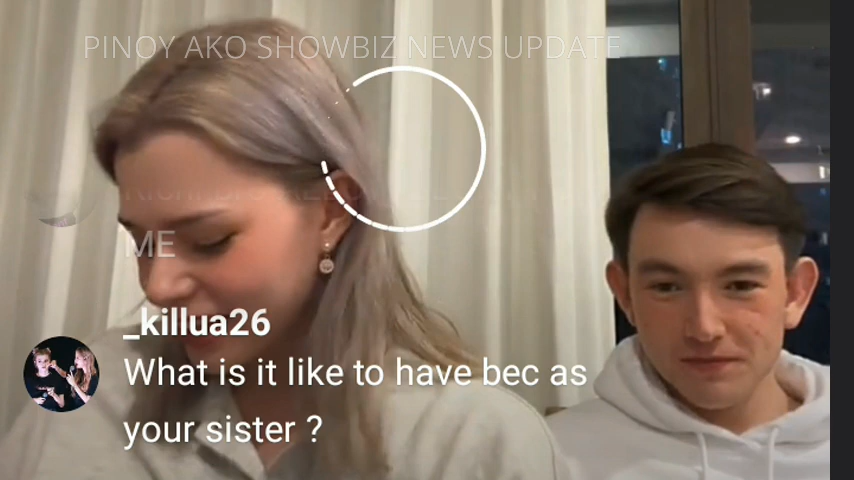 PINOY AKO SHOWBIZ NEWS UPDATE
ME
_killua26
What is it like to have bec as
your sister ?